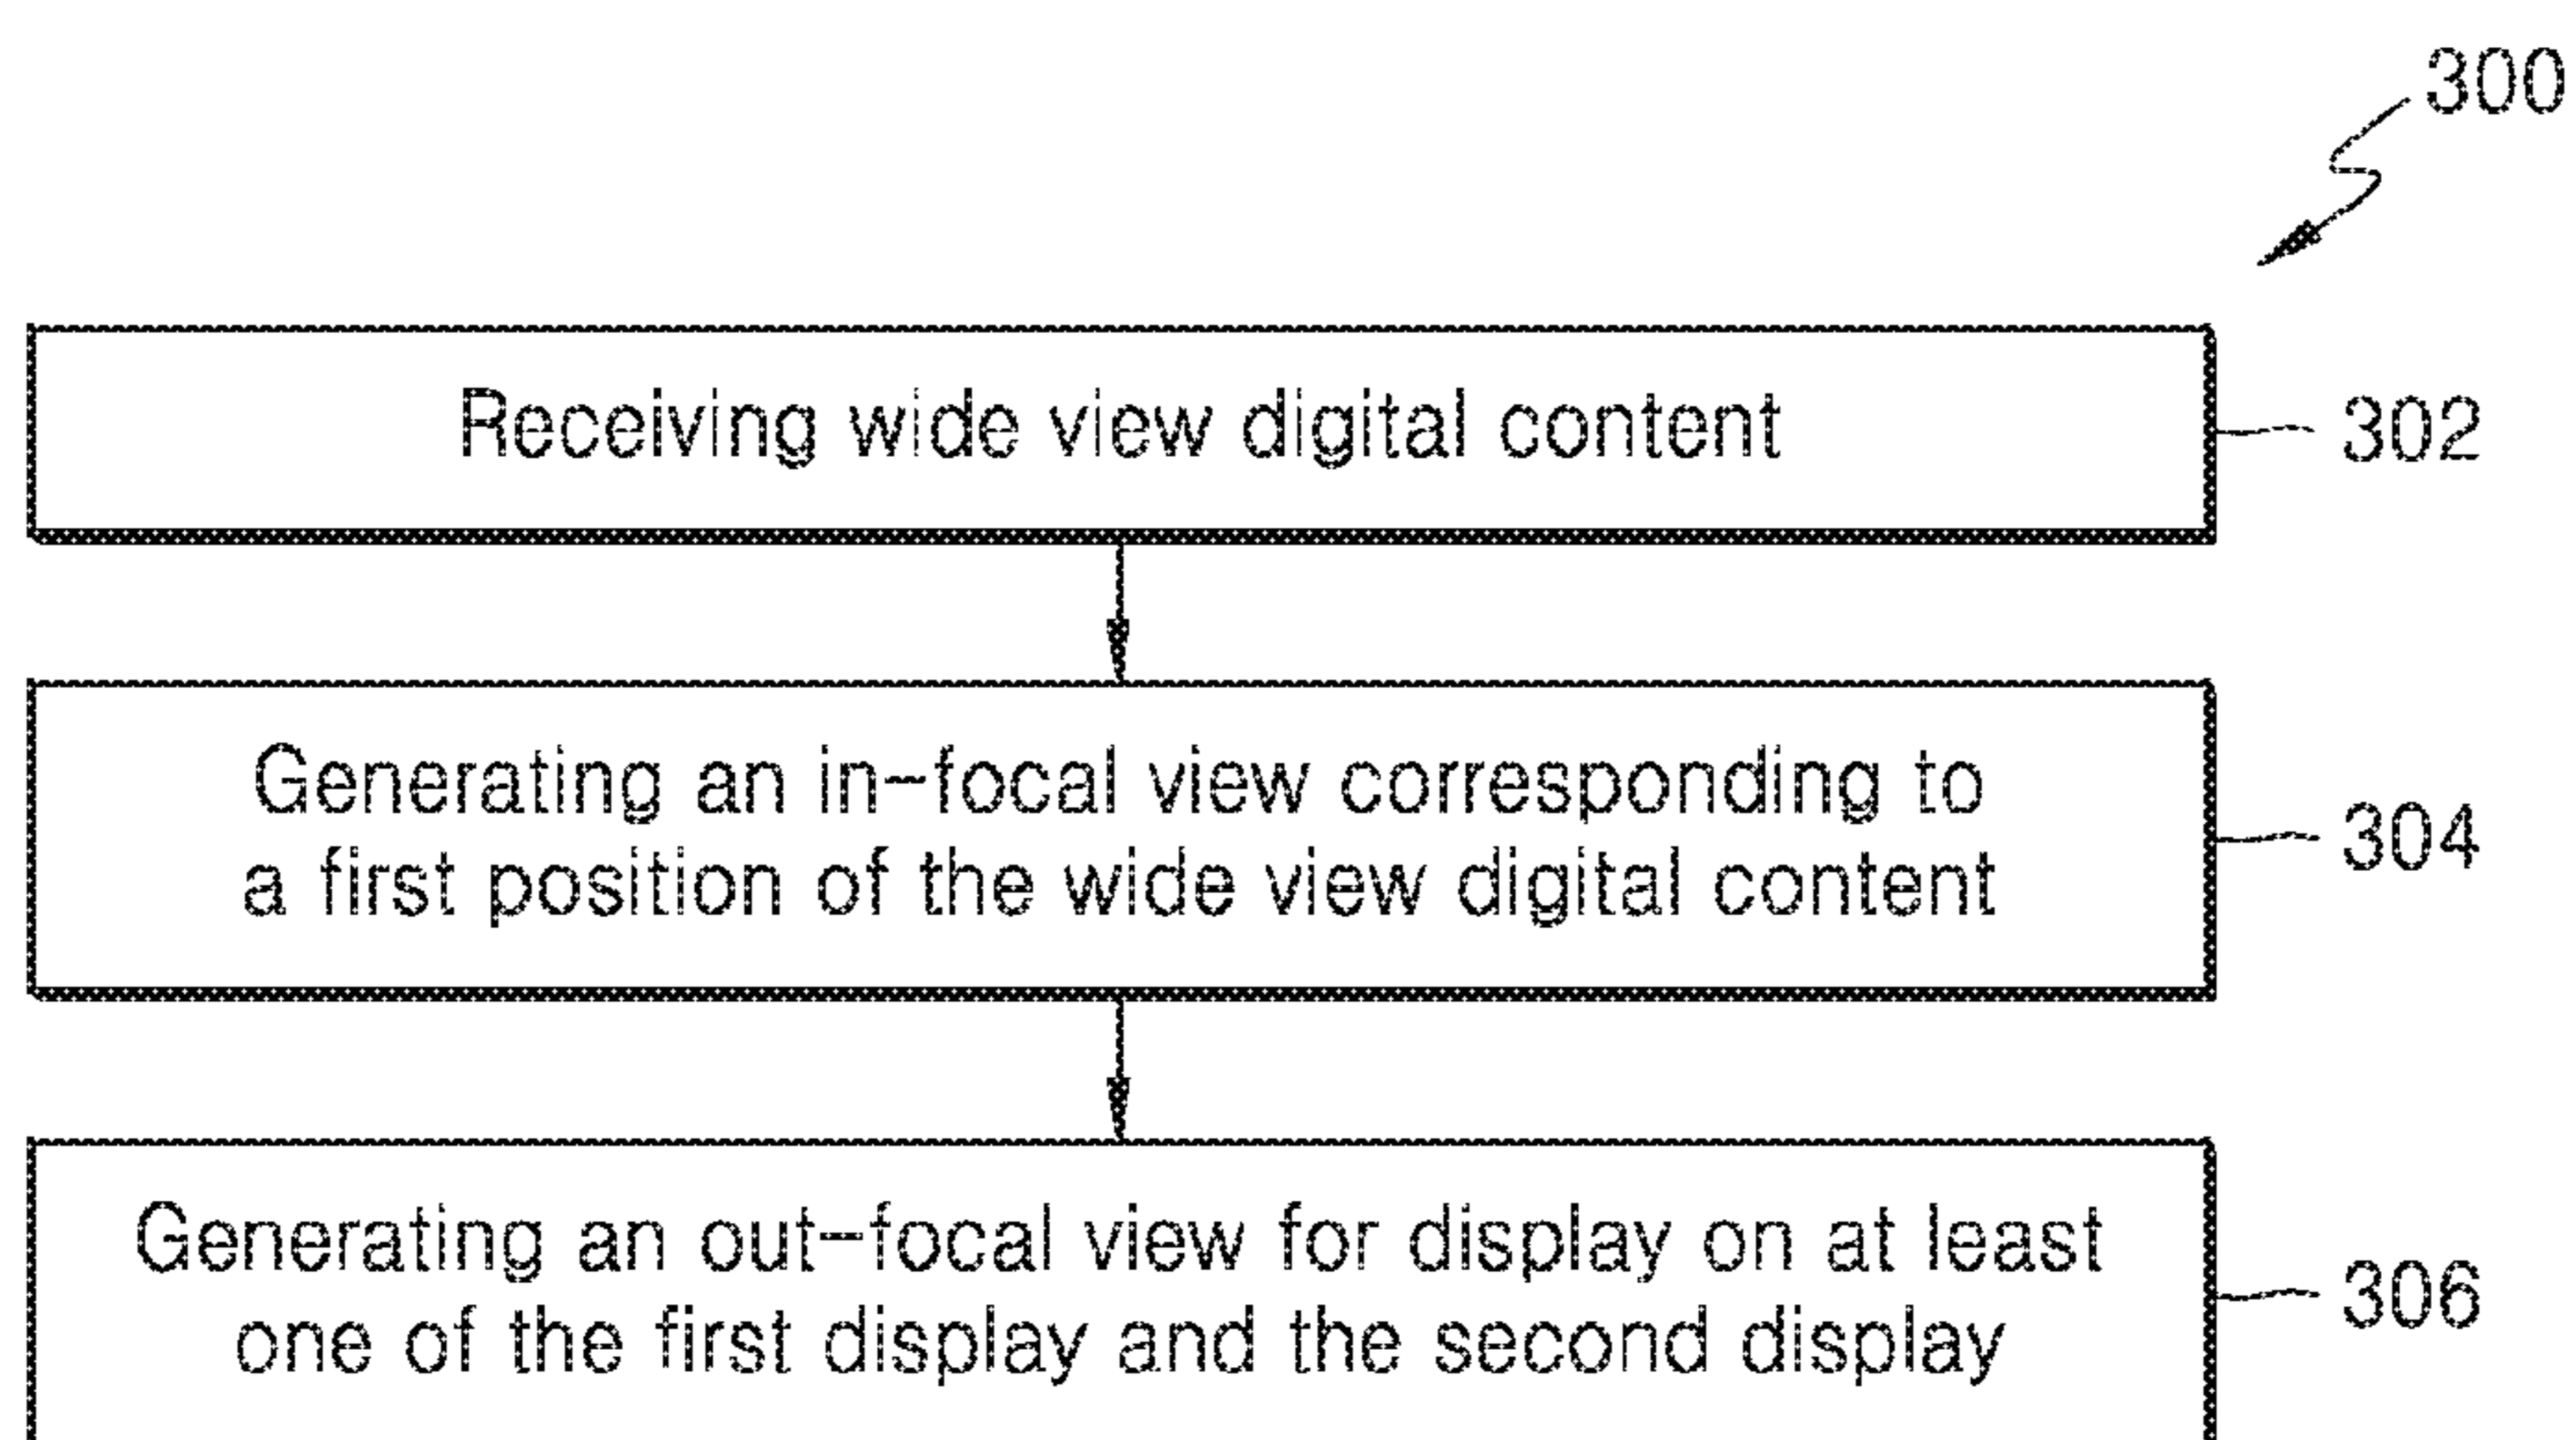 300
Receiving wide view digital content
302
Generating an in-focal view corresponding to
a first position of the wide view digital content
304
Generating an out-focal view for display on at least
one of the first display and the second display
306